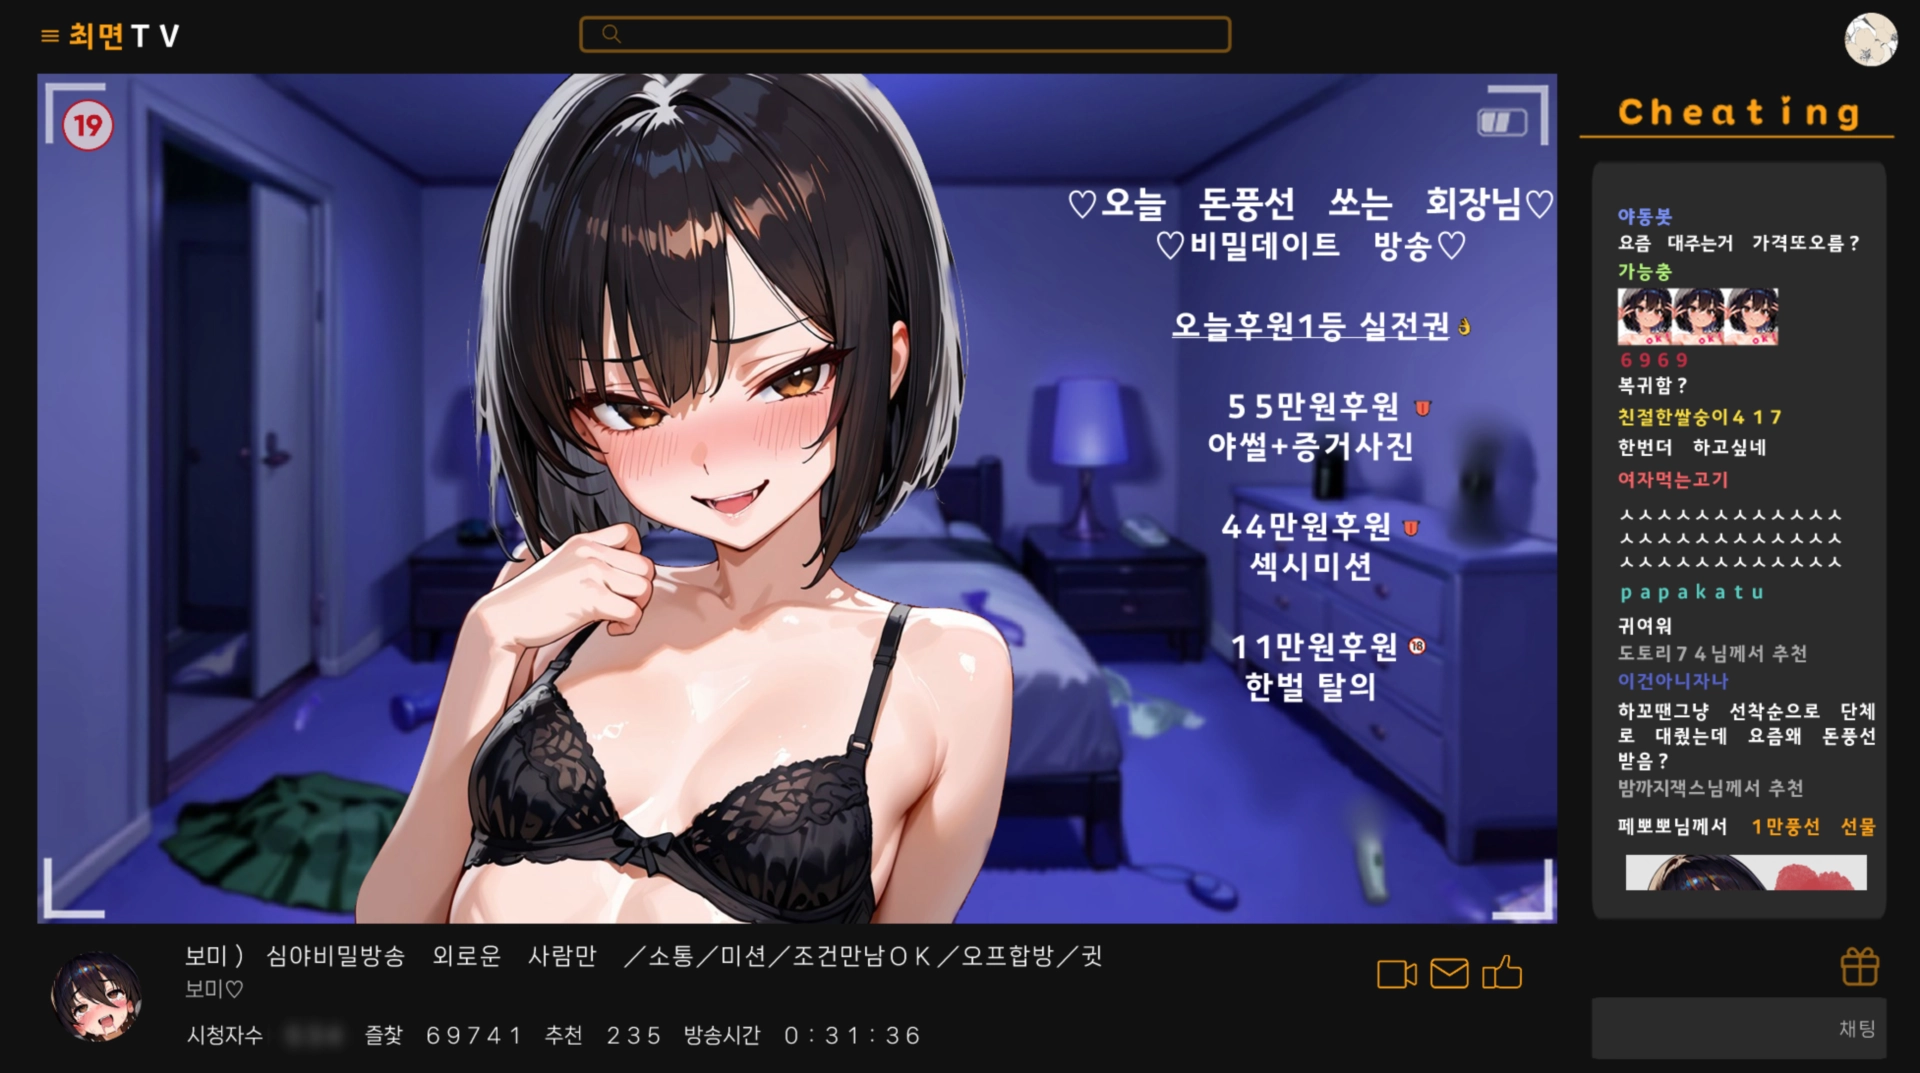 최면TV
19
♡오늘 돈풍선 쏘는 회장님♡
♡비밀데이트 방송♡
오늘후원1등 실전권👌
55만원후원
야썰+증거사진
44만원후원
섹시미션
11만원후원🔞
한벌 탈의
Cheating
야동봇
요즘 대주는거 가격또오름?
가능충
6969
복귀함?
친절한쌀숭이417
한번더 하고싶네
여자먹는고기
ㅅㅅㅅㅅㅅㅅㅅㅅㅅㅅㅅㅅ
ㅅㅅㅅㅅㅅㅅㅅㅅㅅㅅㅅㅅ
ㅅㅅㅅㅅㅅㅅㅅㅅㅅㅅㅅㅅ
papakatu
귀여워
도토리74님께서 추천
이건아니자나
하꼬땐그냥 선착순으로 단체
로 대줬는데 요즘왜 돈풍선
받음?
밤까지잭스님께서 추천
페뽀뽀님께서 1만풍선 선물
보미) 심야비밀방송 외로운 사람만 /소통/미션/조건만남OK/오프합방/귓
보미♡
시청자수 즐찾 69741 추천 235 방송시간 0:31:36
채팅